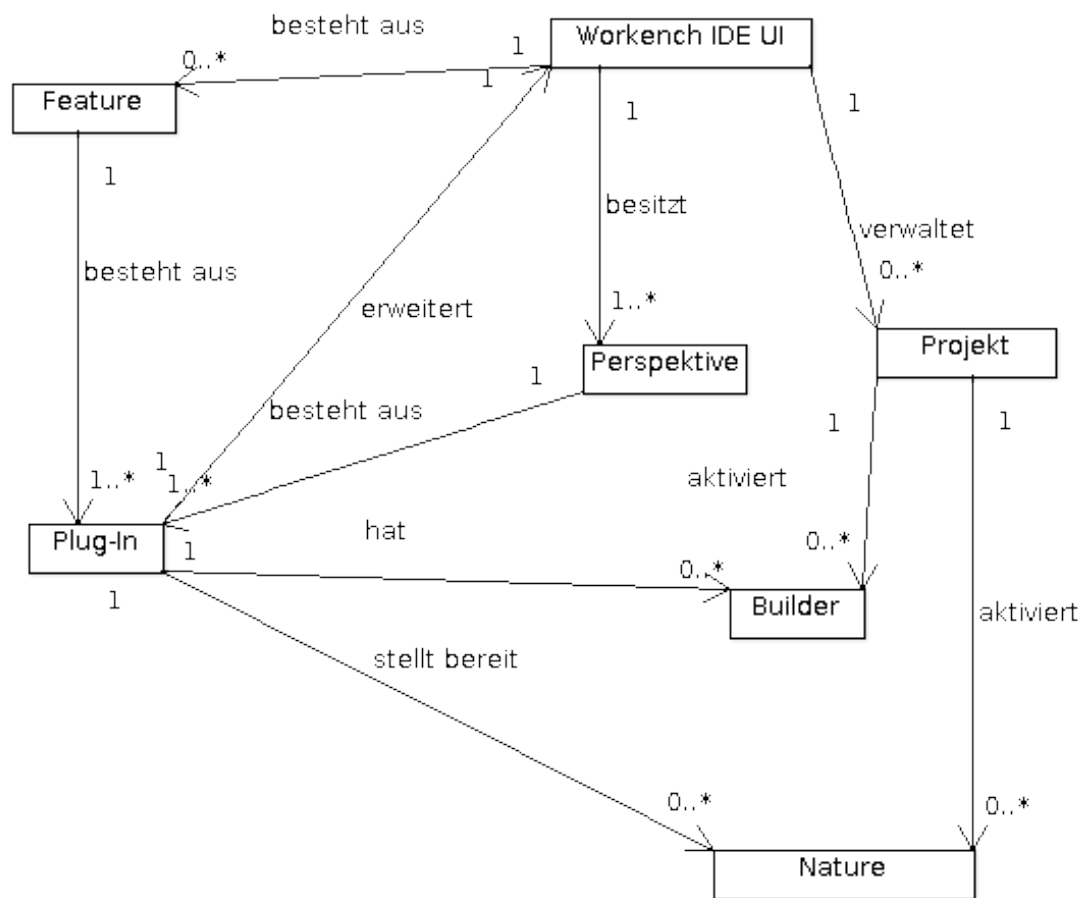 besteht aus
Workench IDE UI
0..*
1
1
Feature
1
1
1
besitzt
verwaltet
besteht aus
0..*
erweitert
1..*
Projekt
Perspektive
1
besteht aus
1
1
1
1..*
1..*
aktiviert
hat
Plug-In
0..*
1
0..*
1
Builder
aktiviert
stellt bereit
0..*
0..*
Nature